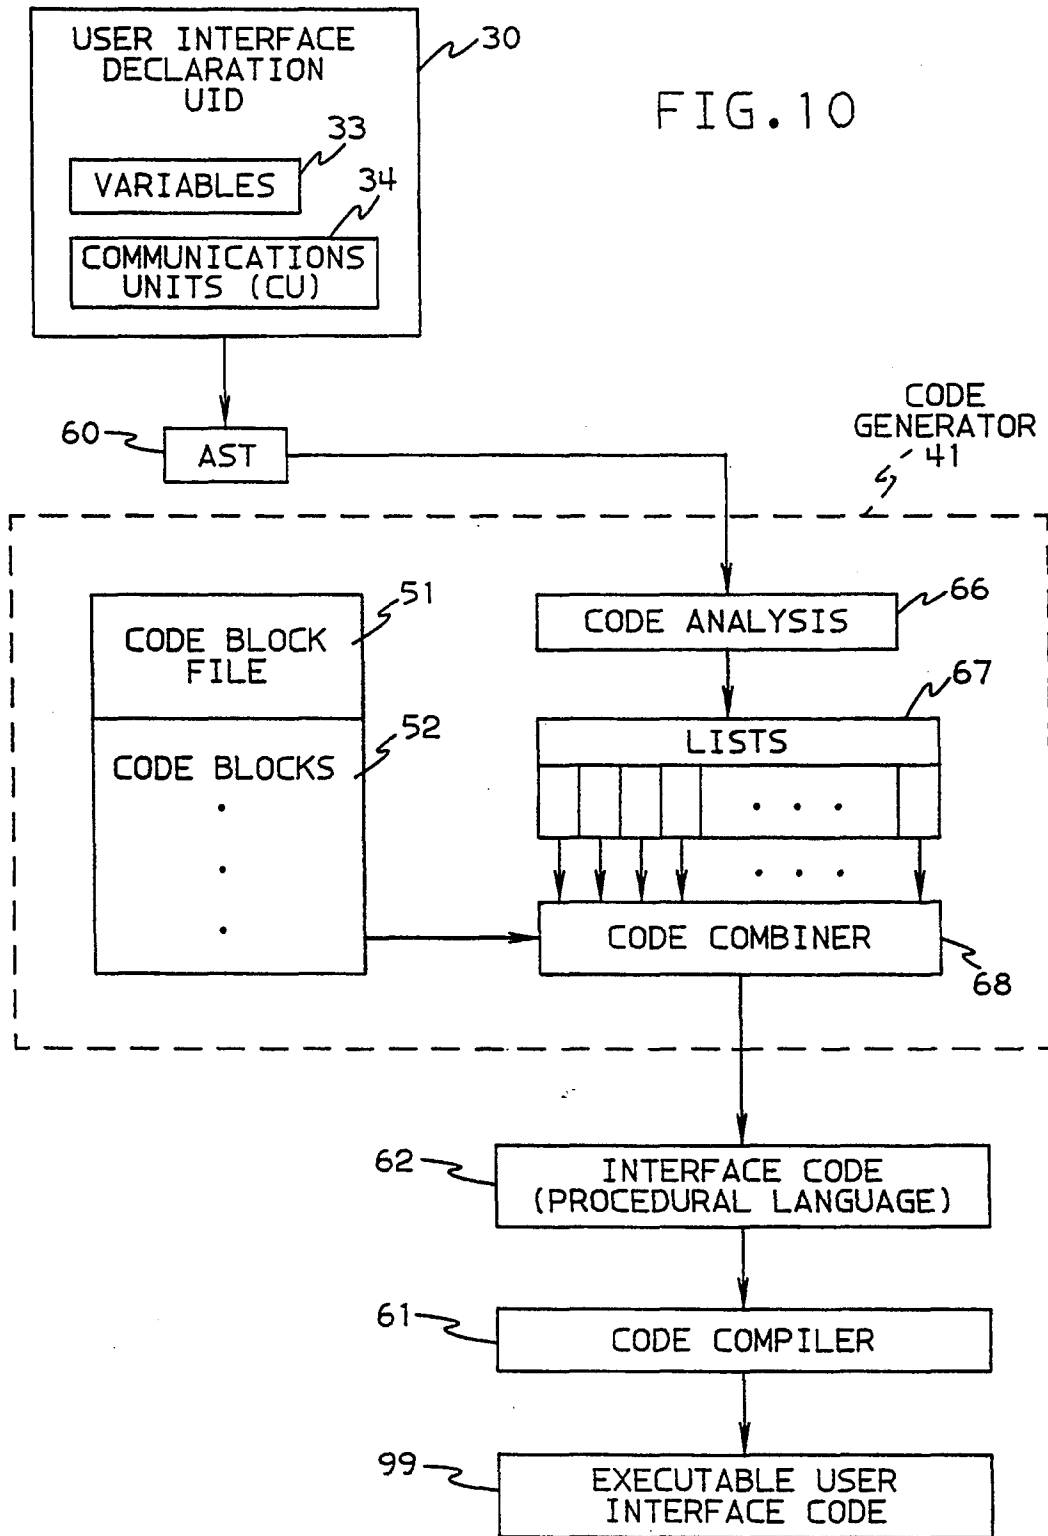 USER INTERFACE
DECLARATION
UID
30
FIG.10
33
VARIABLES
34
COMMUNICATIONS
UNITS (CU)
CODE
GENERATOR
41
60
AST
51
66
CODE BLOCK
FILE
CODE ANALYSIS
67
52
LISTS
CODE BLOCKS
CODE COMBINER
68
62
INTERFACE CODE
(PROCEDURAL LANGUAGE)
61
CODE COMPILER
99
EXECUTABLE USER
INTERFACE CODE